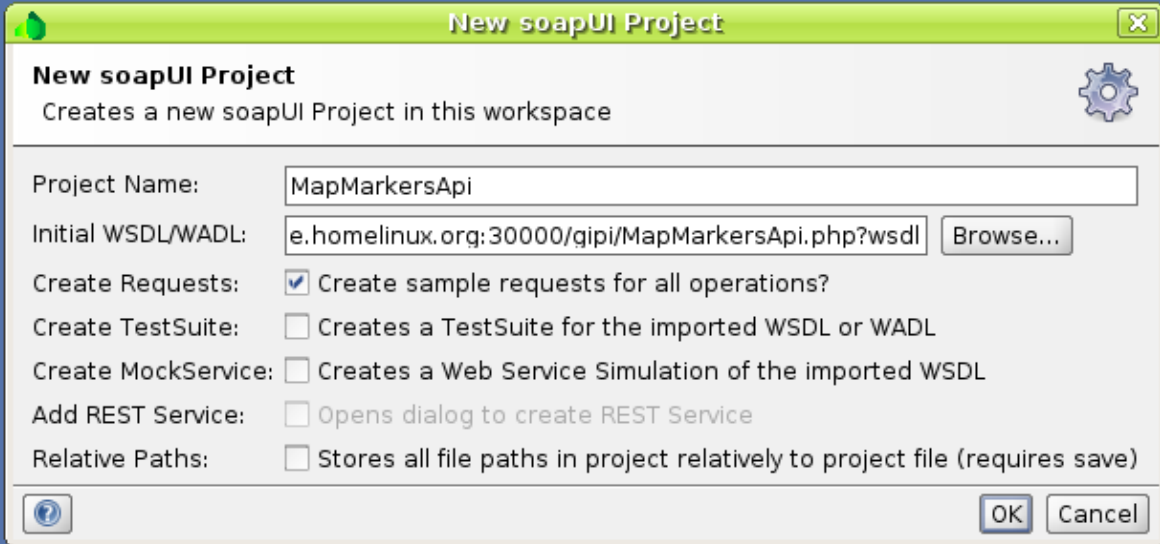 New soapUI Project
New soapUI Project
Creates a new soapUI Project in this workspace
Project Name: MapMarkersApi
Initial WSDL/WADL: e.homelinux.org:30000/gipi/MapMarkersApi.php?wsdl Browse...
Create Requests: Create sample requests for all operations?
Create TestSuite: Creates a TestSuite for the imported WSDL or WADL
Create MockService: Creates a Web Service Simulation of the imported WSDL
Add REST Service: Opens dialog to create REST Service
Relative Paths: Stores all file paths in project relatively to project file (requires save)
? OK Cancel